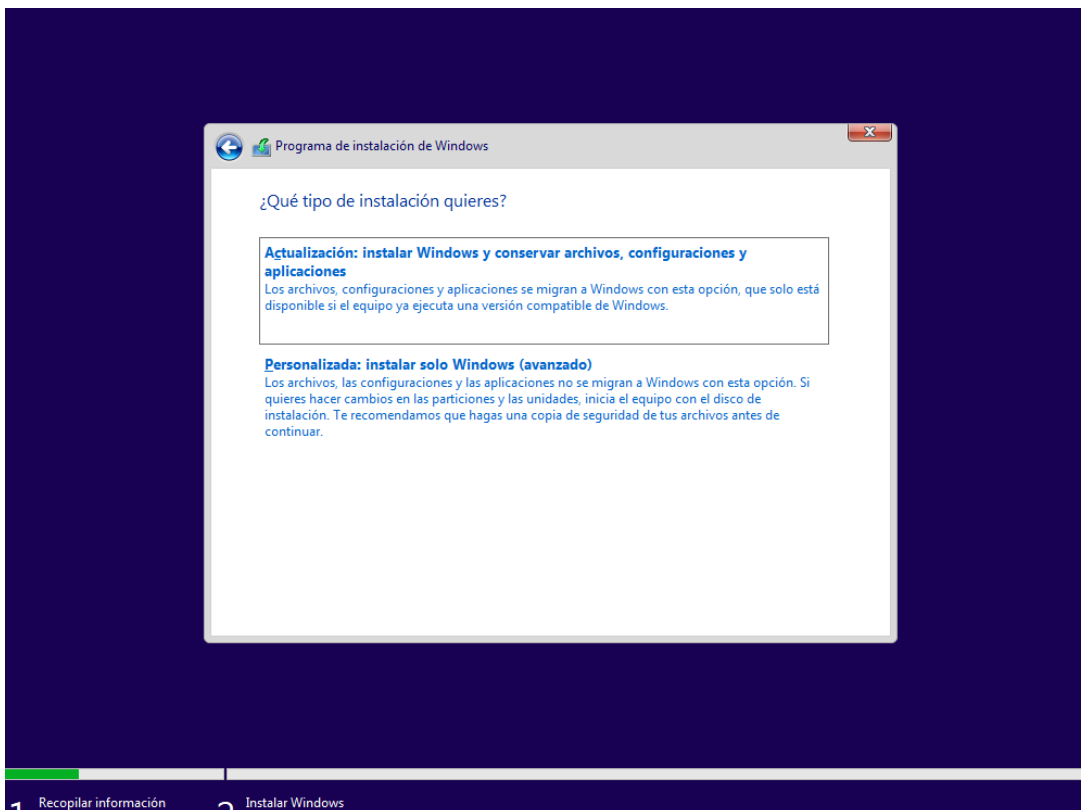 Programa de instalación de Windows
¿Qué tipo de instalación quieres?
Actualización: instalar Windows y conservar archivos, configuraciones y
aplicaciones
Los archivos, configuraciones y aplicaciones se migran a Windows con esta opción, que solo está
disponible si el equipo ya ejecuta una versión compatible de Windows.
Personalizada: instalar solo Windows (avanzado)
Los archivos, las configuraciones y las aplicaciones no se migran a Windows con esta opción. Si
quieres hacer cambios en las particiones y las unidades, inicia el equipo con el disco de
instalación. Te recomendamos que hagas una copia de seguridad de tus archivos antes de
continuar.
1 Recopilar información
2 Instalar Windows